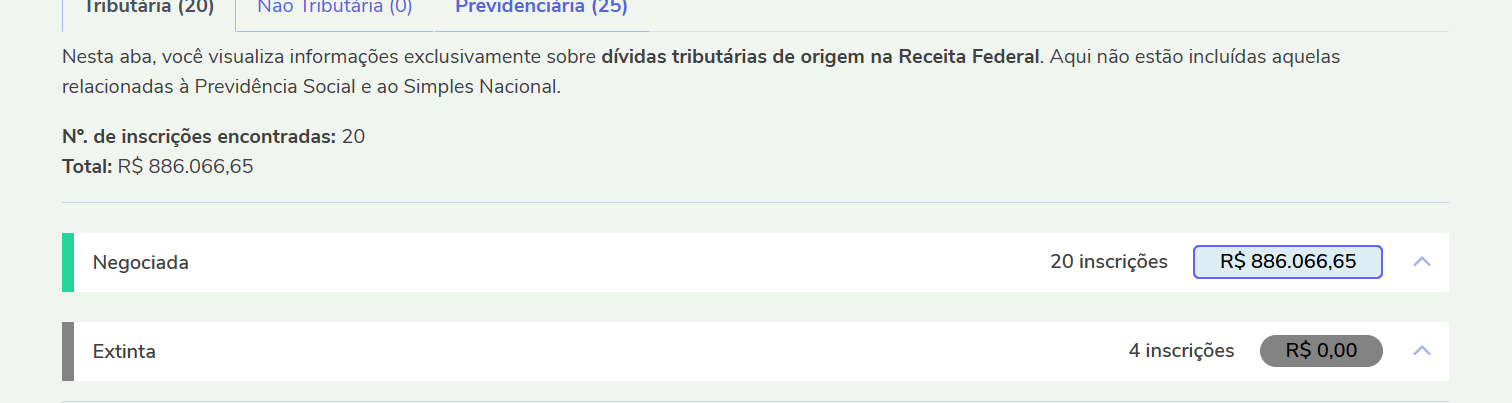 Tributária (20) Não Tributária (0) Previdenciária (25)
Nesta aba, você visualiza informações exclusivamente sobre dívidas tributárias de origem na Receita Federal. Aqui não estão incluídas aquelas
relacionadas à Previdência Social e ao Simples Nacional.
Nº. de inscrições encontradas: 20
Total: R$ 886.066,65
Negociada 20 inscrições R$ 886.066,65
Extinta 4 inscrições R$ 0,00